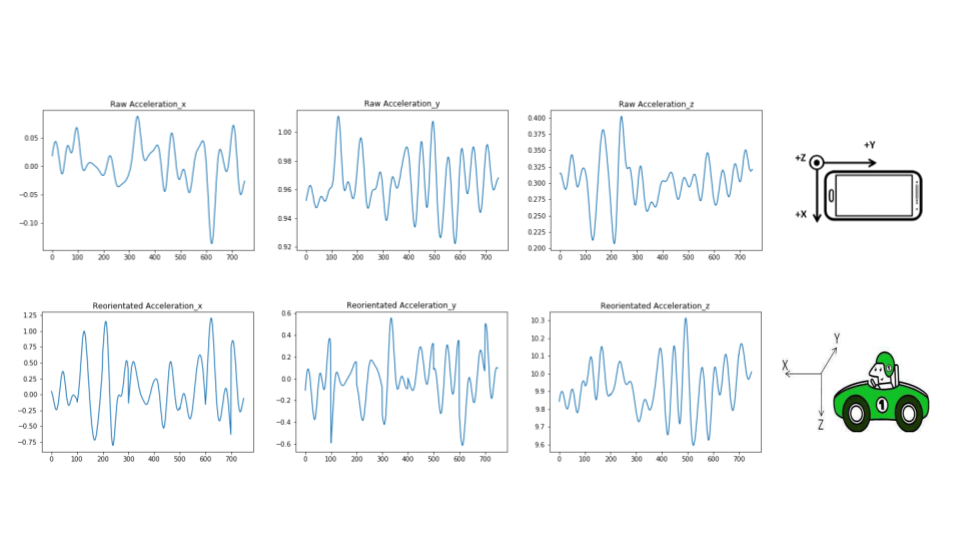 Raw Acceleration_x
0.05
0.00
−0.05
−0.10
0 100 200 300 400 500 600 700
Raw Acceleration_y
1.00
0.98
0.96
0.94
0.92
0 100 200 300 400 500 600 700
Raw Acceleration_z
0.400
0.375
0.350
0.325
0.300
0.275
0.250
0.225
0.200
0 100 200 300 400 500 600 700
+Y
+Z
+X
Reorientated Acceleration_x
1.25
1.00
0.75
0.50
0.25
0.00
−0.25
−0.50
−0.75
0 100 200 300 400 500 600 700
Reorientated Acceleration_y
0.6
0.4
0.2
0.0
−0.2
−0.4
−0.6
0 100 200 300 400 500 600 700
Reorientated Acceleration_z
10.3
10.2
10.1
10.0
9.9
9.8
9.7
9.6
0 100 200 300 400 500 600 700
Y
X
Z
1